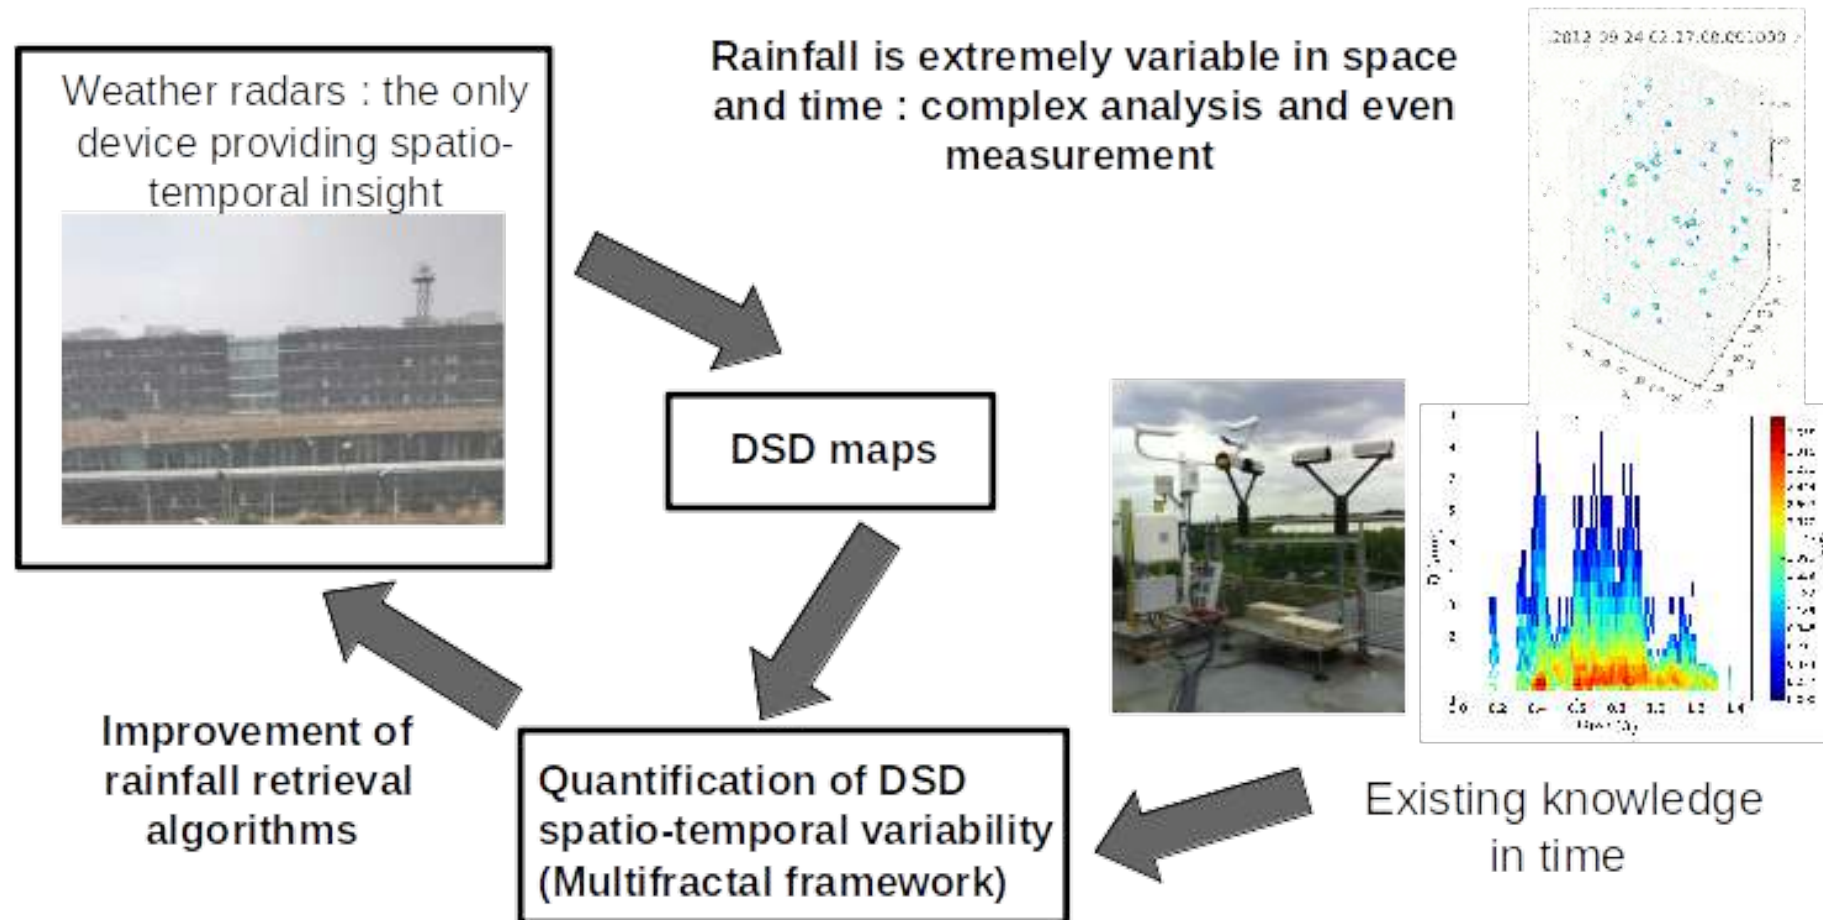 Weather radars : the only
device providing spatio-
temporal insight
Rainfall is extremely variable in space
and time : complex analysis and even
measurement
DSD maps
Improvement of
rainfall retrieval
algorithms
Quantification of DSD
spatio-temporal variability
(Multifractal framework)
Existing knowledge
in time